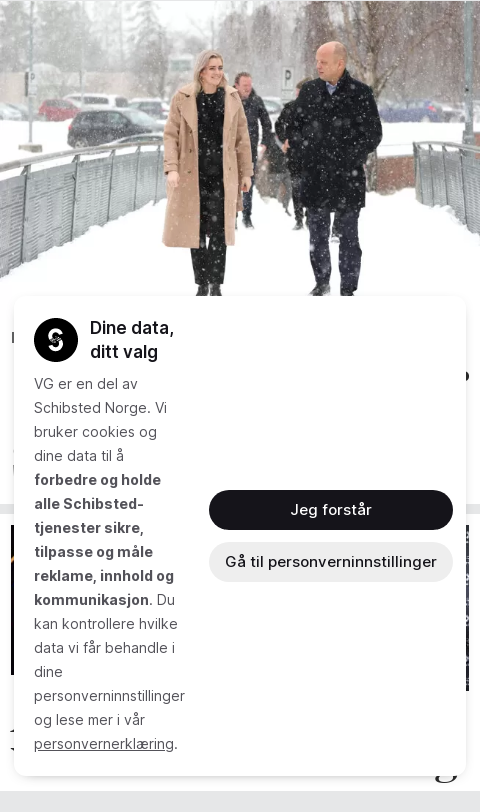 Dine data,
ditt valg
VG er en del av
Schibsted Norge. Vi
bruker cookies og
dine data til å
forbedre og holde
alle Schibsted-
tjenester sikre,
tilpasse og måle
reklame, innhold og
kommunikasjon. Du
kan kontrollere hvilke
data vi får behandle i
dine
personverninnstillinger
og lese mer i vår
personvernerklæring.
Jeg forstår
Gå til personverninnstillinger